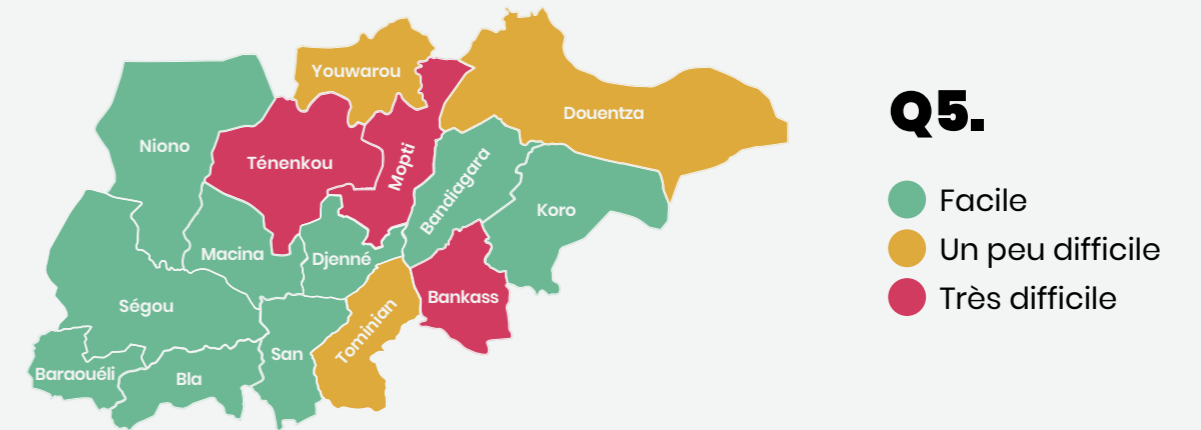 Youwarou
Douentza
Niono
Ténenkou
Mopti
Bandiagara
Koro
Macina
Djenné
Bankass
Ségou
Tominian
San
Baraouéli
Bla
Q5.
Facile
Un peu difficile
Très difficile